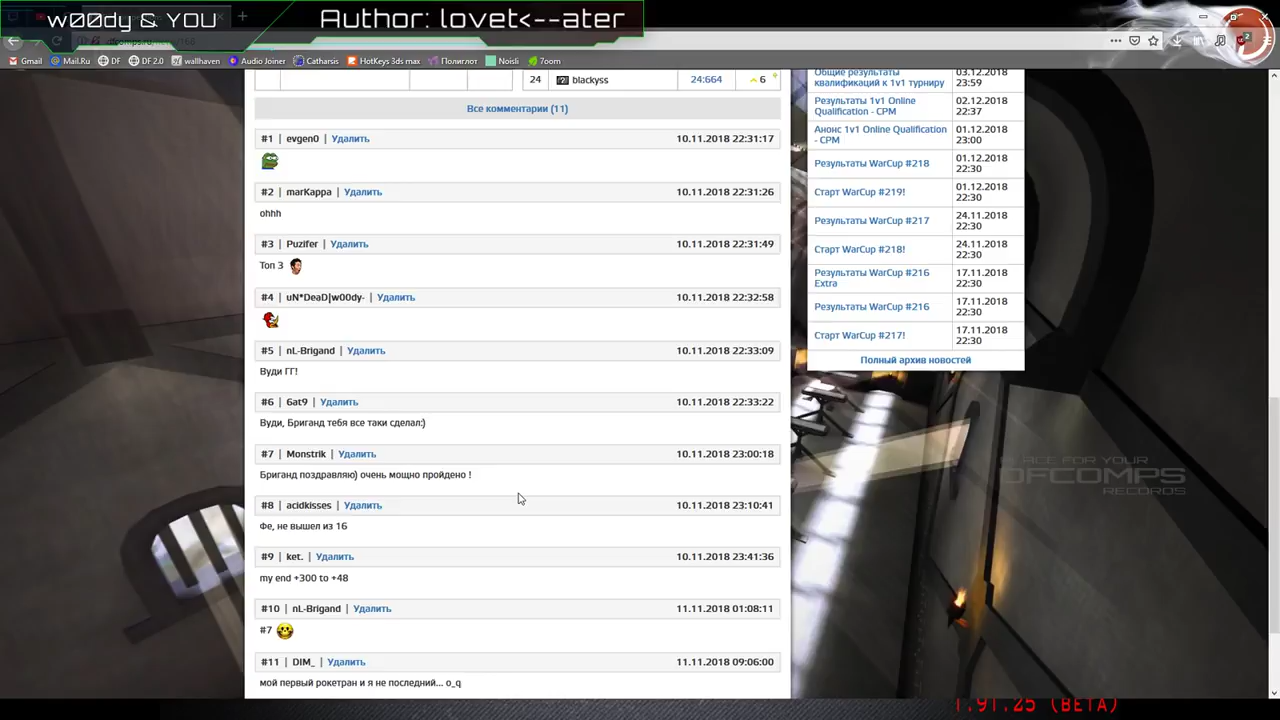 w00dy & YOU
Author: lovet<--ater
Gmail
Mail.Ru
DF
DF 2.0
wallhaven
Audio Joiner
Catharsis
HotKeys 3ds max
Полиглот
Noisli
7oom
24 blackyss 24:664 6
Все комментарии (11)
#1 | evgen0 | Удалить 10.11.2018 22:31:17
#2 | marKappa | Удалить 10.11.2018 22:31:26
ohhh
#3 | Puzifer | Удалить 10.11.2018 22:31:49
Топ 3
#4 | uN*DeaD|w00dy- | Удалить 10.11.2018 22:32:58
#5 | nL-Brigand | Удалить 10.11.2018 22:33:09
Вуди ГГ!
#6 | 6at9 | Удалить 10.11.2018 22:33:22
Вуди, Бриганд тебя все таки сделал:)
#7 | Monstrik | Удалить 10.11.2018 23:00:18
Бриганд поздравляю) очень мощно пройдено !
#8 | acidkisses | Удалить 10.11.2018 23:10:41
Фе, не вышел из 16
#9 | ket. | Удалить 10.11.2018 23:41:36
my end +300 to +48
#10 | nL-Brigand | Удалить 11.11.2018 01:08:11
#7
#11 | DIM_ | Удалить 11.11.2018 09:06:00
мой первый рокетран и я не последний... o_q
Общие результаты 03.12.2018
квалификаций к 1v1 турниру 23:59
Результаты 1v1 Online 02.12.2018
Qualification - CPM 22:37
Анонс 1v1 Online Qualification 01.12.2018
- CPM 23:00
Результаты WarCup #218 01.12.2018
22:30
Старт WarCup #219! 01.12.2018
22:30
Результаты WarCup #217 24.11.2018
22:30
Старт WarCup #218! 24.11.2018
22:30
Результаты WarCup #216 17.11.2018
Extra 22:30
Результаты WarCup #216 17.11.2018
22:30
Старт WarCup #217! 17.11.2018
22:30
Полный архив новостей
PLACE FOR YOUR
DFCOMPS
RECORDS
1.91.25 (BETA)
2